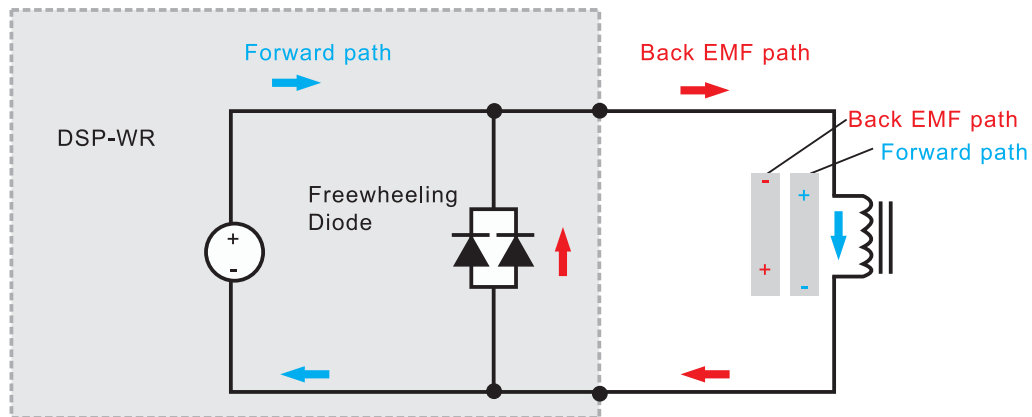 Forward path
Back EMF path
DSP-WR
Back EMF path
Forward path
Freewheeling
Diode
-
+
+
-
+
-